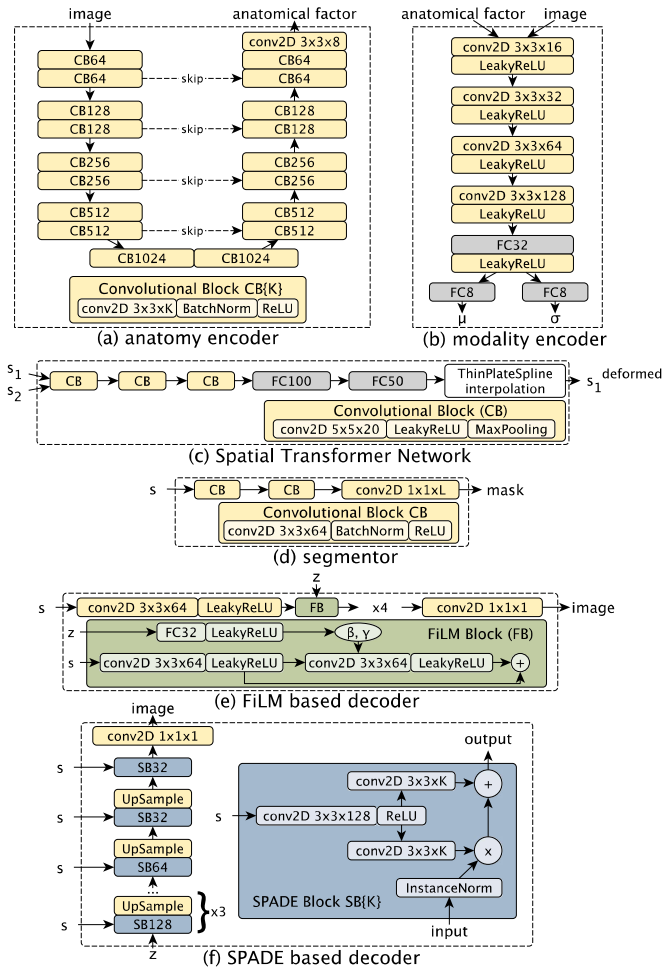 image
anatomical factor
conv2D 3x3x8
CB64
CB64
skip
CB64
CB64
CB128
CB128
skip
CB128
CB128
CB256
CB256
skip
CB256
CB256
CB512
CB512
skip
CB512
CB512
CB1024
CB1024
Convolutional Block CB{K}
conv2D 3x3xK BatchNorm ReLU
(a) anatomy encoder
anatomical factor
image
conv2D 3x3x16
LeakyReLU
conv2D 3x3x32
LeakyReLU
conv2D 3x3x64
LeakyReLU
conv2D 3x3x128
LeakyReLU
FC32
LeakyReLU
FC8
FC8
μ
σ
(b) modality encoder
s1
s2
CB
CB
CB
FC100
FC50
ThinPlateSpline
interpolation
s1 deformed
Convolutional Block (CB)
conv2D 5x5x20 LeakyReLU MaxPooling
(c) Spatial Transformer Network
s
CB
CB
conv2D 1x1xL
mask
Convolutional Block CB
conv2D 3x3x64 BatchNorm ReLU
(d) segmentor
z
s
conv2D 3x3x64 LeakyReLU
FB
x4
conv2D 1x1x1
image
z
FC32 LeakyReLU
β, γ
FiLM Block (FB)
s
conv2D 3x3x64 LeakyReLU
conv2D 3x3x64 LeakyReLU
+
(e) FiLM based decoder
image
conv2D 1x1x1
s
SB32
UpSample
s
SB32
UpSample
s
SB64
...
UpSample
s
SB128
x3
z
output
conv2D 3x3xK
+
s
conv2D 3x3x128 ReLU
conv2D 3x3xK
x
InstanceNorm
SPADE Block SB{K}
input
(f) SPADE based decoder